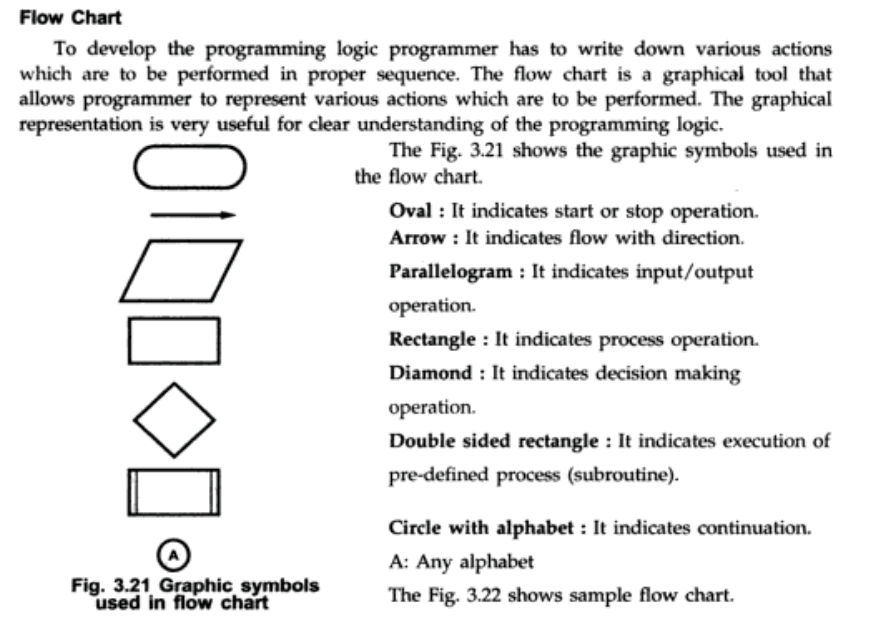 Flow Chart
To develop the programming logic programmer has to write down various actions
which are to be performed in proper sequence. The flow chart is a graphical tool that
allows programmer to represent various actions which are to be performed. The graphical
representation is very useful for clear understanding of the programming logic.
The Fig. 3.21 shows the graphic symbols used in
the flow chart.
Oval : It indicates start or stop operation.
Arrow : It indicates flow with direction.
Parallelogram : It indicates input/output
operation.
Rectangle : It indicates process operation.
Diamond : It indicates decision making
operation.
Double sided rectangle : It indicates execution of
pre-defined process (subroutine).
Circle with alphabet : It indicates continuation.
A: Any alphabet
The Fig. 3.22 shows sample flow chart.
A
Fig. 3.21 Graphic symbols
used in flow chart